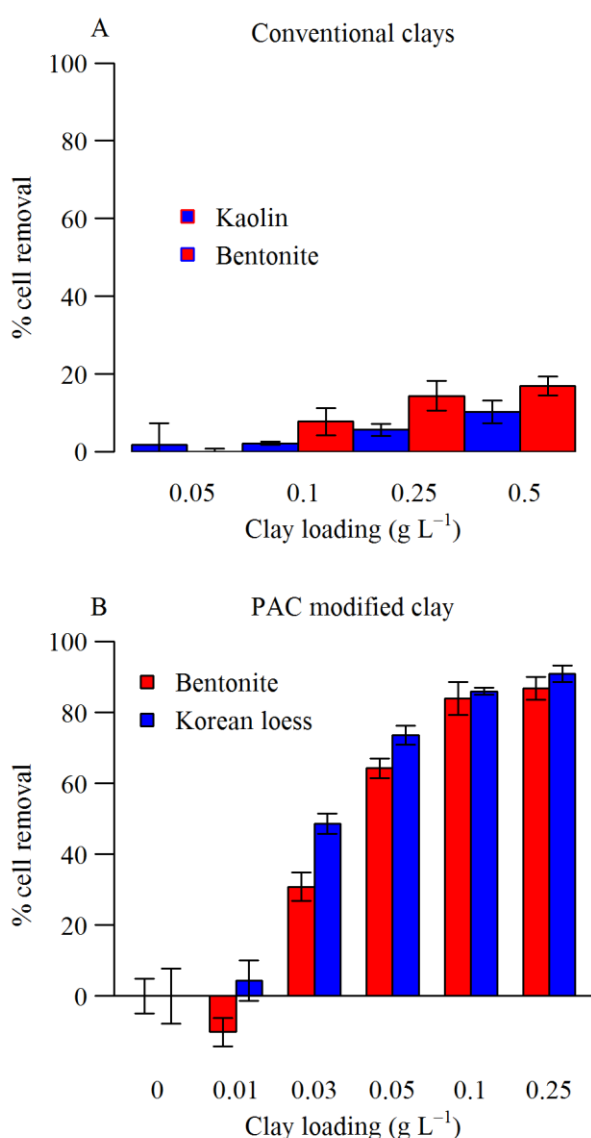 A Conventional clays
100
80
60
40
20
0
% cell removal
Kaolin
Bentonite
0.05 0.1 0.25 0.5
Clay loading (g L⁻¹)
B PAC modified clay
100
80
60
40
20
0
% cell removal
Bentonite
Korean loess
0 0.01 0.03 0.05 0.1 0.25
Clay loading (g L⁻¹)